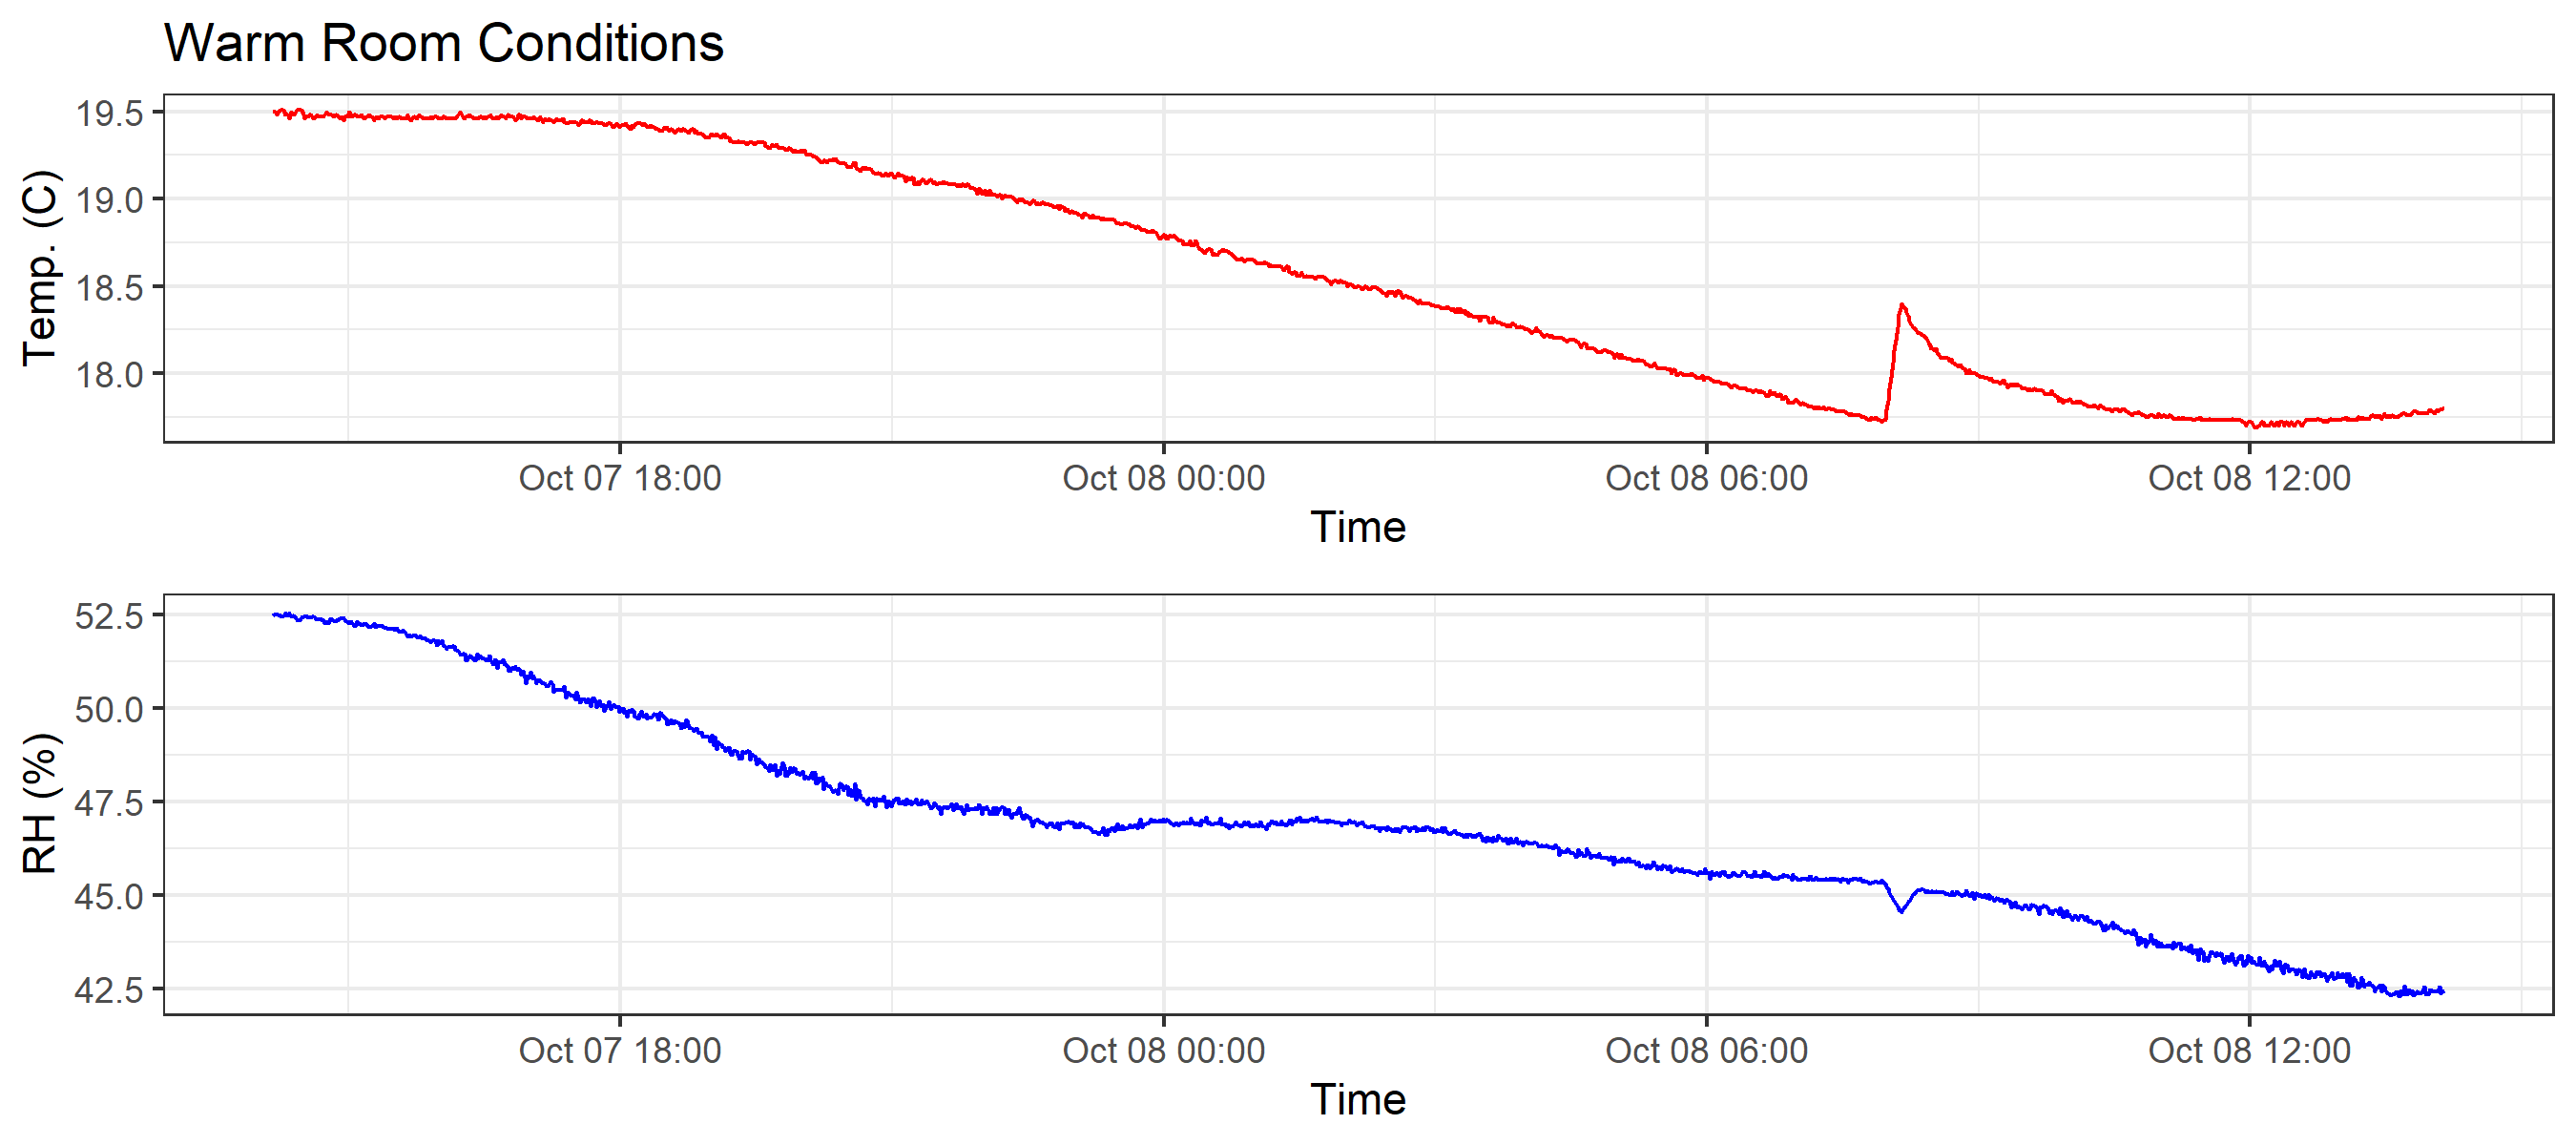 Warm Room Conditions
19.5
19.0
18.5
18.0
Temp. (C)
Oct 07 18:00 Oct 08 00:00 Oct 08 06:00 Oct 08 12:00
Time
52.5
50.0
47.5
45.0
42.5
RH (%)
Oct 07 18:00 Oct 08 00:00 Oct 08 06:00 Oct 08 12:00
Time